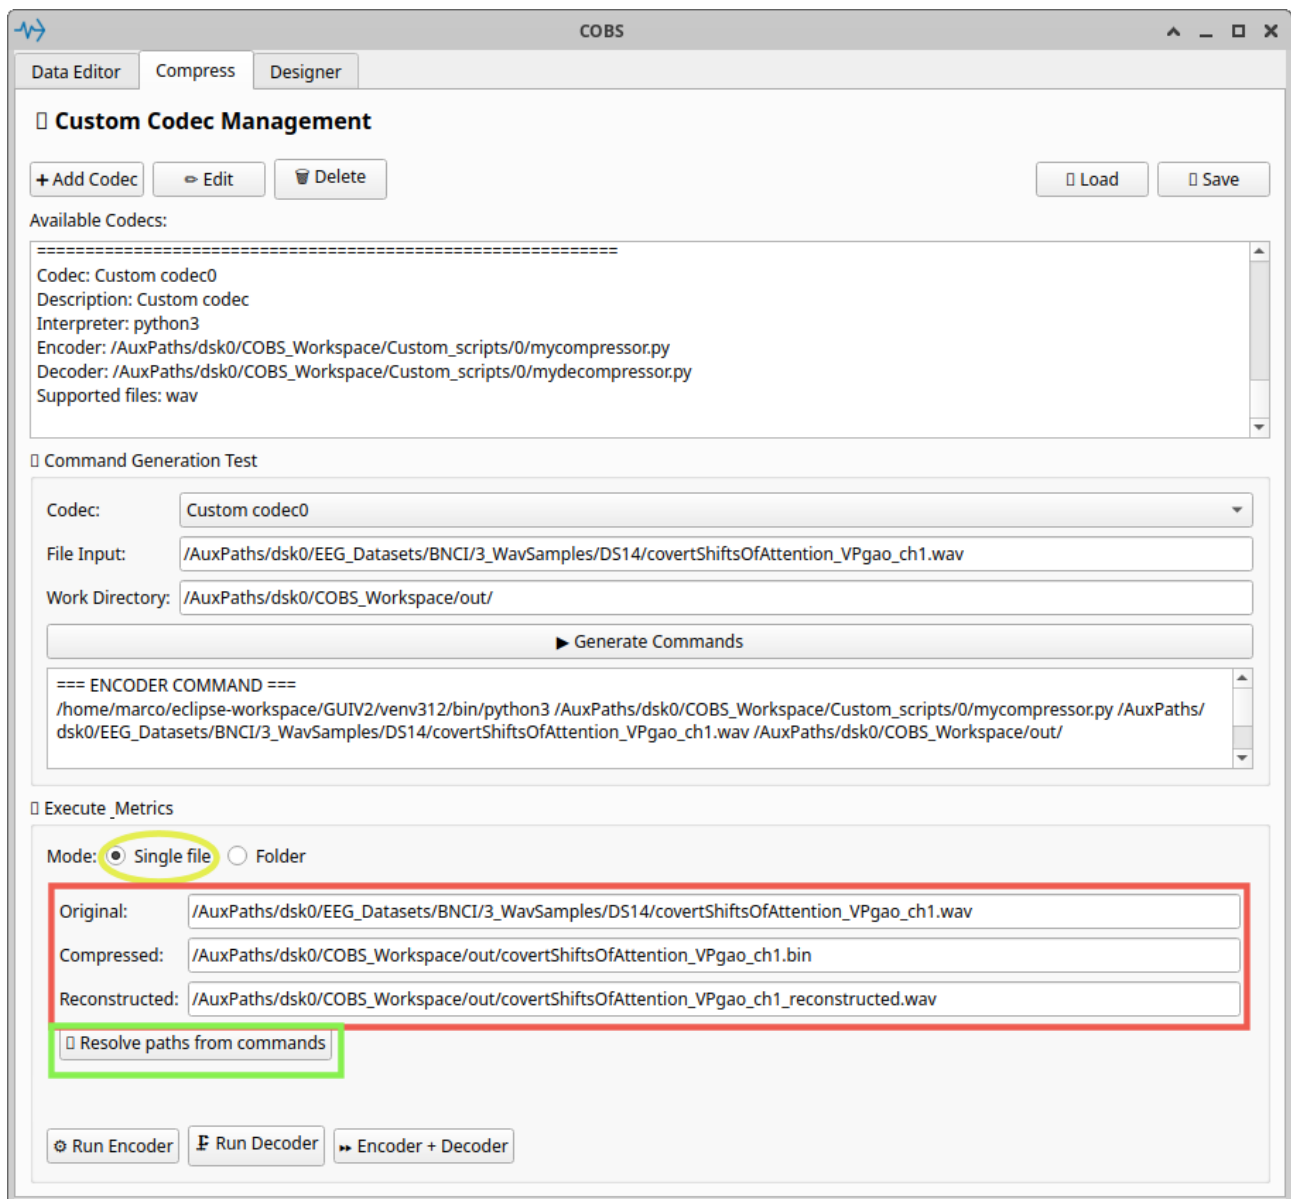 COBS
Data Editor
Compress
Designer
Custom Codec Management
+ Add Codec
✏ Edit
🗑 Delete
Load
Save
Available Codecs:
============================================================
Codec: Custom codec0
Description: Custom codec
Interpreter: python3
Encoder: /AuxPaths/dsk0/COBS_Workspace/Custom_scripts/0/mycompressor.py
Decoder: /AuxPaths/dsk0/COBS_Workspace/Custom_scripts/0/mydecompressor.py
Supported files: wav
Command Generation Test
Codec: Custom codec0
File Input: /AuxPaths/dsk0/EEG_Datasets/BNCI/3_WavSamples/DS14/covertShiftsOfAttention_VPgao_ch1.wav
Work Directory: /AuxPaths/dsk0/COBS_Workspace/out/
▶ Generate Commands
=== ENCODER COMMAND ===
/home/marco/eclipse-workspace/GUIV2/venv312/bin/python3 /AuxPaths/dsk0/COBS_Workspace/Custom_scripts/0/mycompressor.py /AuxPaths/
dsk0/EEG_Datasets/BNCI/3_WavSamples/DS14/covertShiftsOfAttention_VPgao_ch1.wav /AuxPaths/dsk0/COBS_Workspace/out/
Execute_Metrics
Mode: Single file Folder
Original: /AuxPaths/dsk0/EEG_Datasets/BNCI/3_WavSamples/DS14/covertShiftsOfAttention_VPgao_ch1.wav
Compressed: /AuxPaths/dsk0/COBS_Workspace/out/covertShiftsOfAttention_VPgao_ch1.bin
Reconstructed: /AuxPaths/dsk0/COBS_Workspace/out/covertShiftsOfAttention_VPgao_ch1_reconstructed.wav
Resolve paths from commands
⚙ Run Encoder
Run Decoder
⏩ Encoder + Decoder